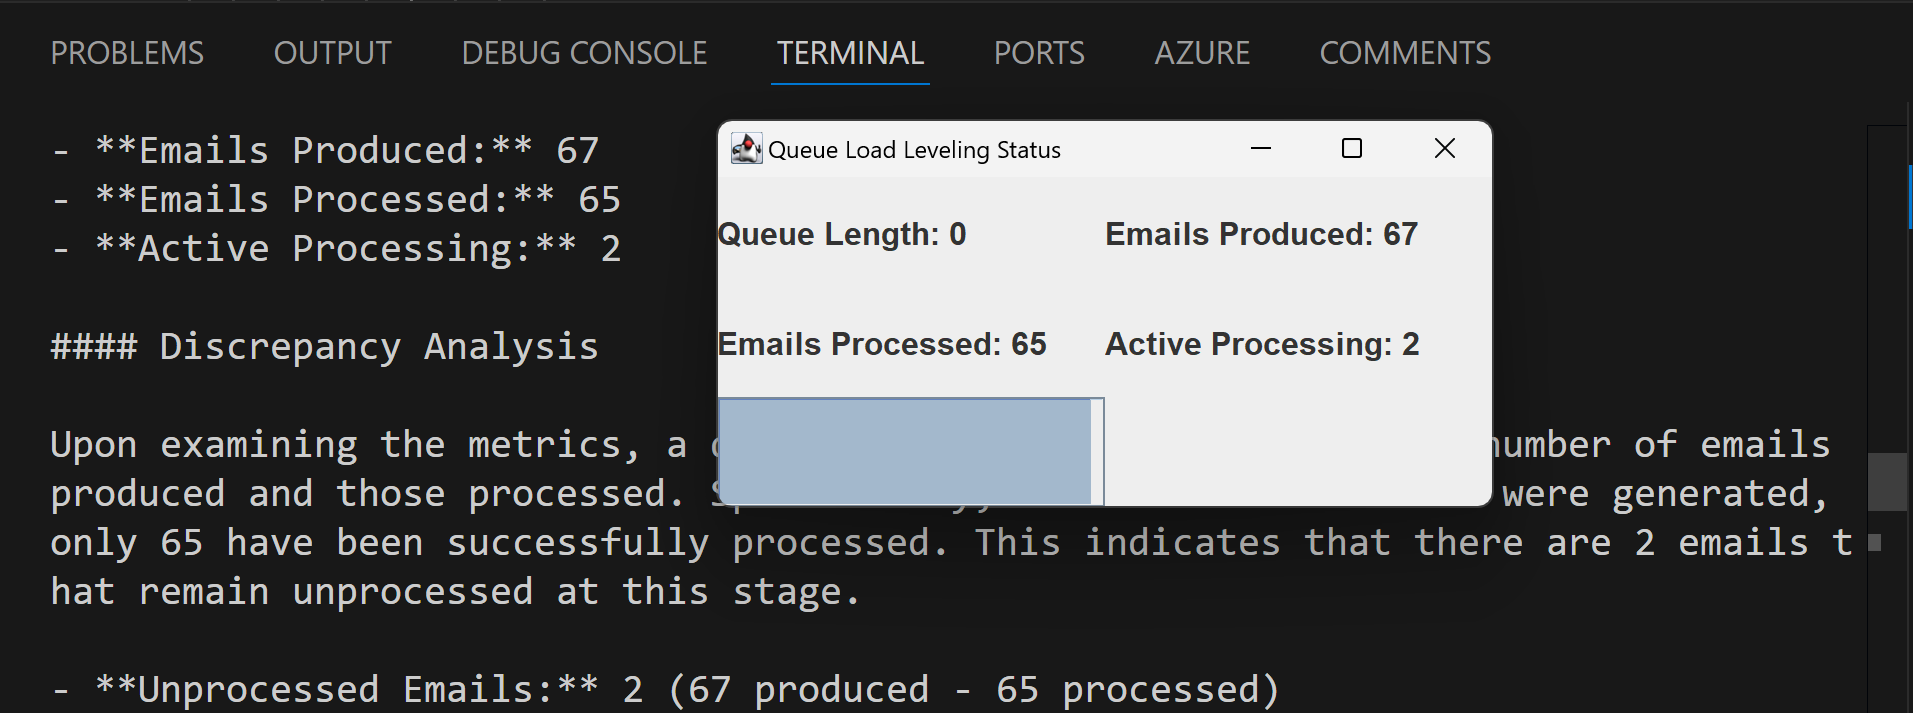 PROBLEMS OUTPUT DEBUG CONSOLE TERMINAL PORTS AZURE COMMENTS
- **Emails Produced:** 67
- **Emails Processed:** 65
- **Active Processing:** 2
#### Discrepancy Analysis
Upon examining the metrics, a number of emails
produced and those processed. were generated,
only 65 have been successfully processed. This indicates that there are 2 emails t
hat remain unprocessed at this stage.
- **Unprocessed Emails:** 2 (67 produced - 65 processed)
Queue Load Leveling Status
Queue Length: 0 Emails Produced: 67
Emails Processed: 65 Active Processing: 2